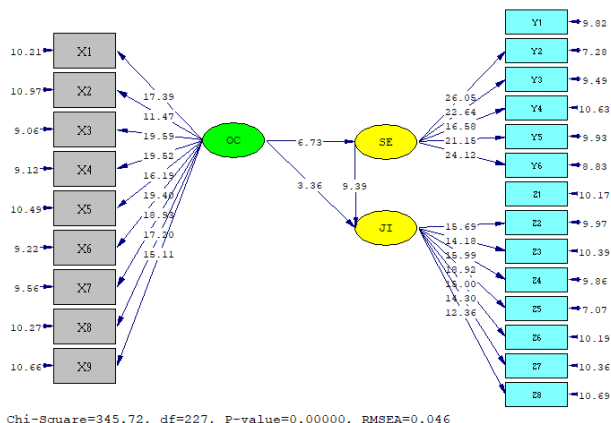 10.21 X1
10.97 X2
9.06 X3
9.12 X4
10.49 X5
9.22 X6
9.56 X7
10.27 X8
10.66 X9
17.39
11.47
19.59
19.52
16.19
19.40
18.93
17.20
15.11
OC
6.73
3.36
SE
9.39
JI
26.05
22.64
16.58
21.15
24.12
15.69
14.18
15.99
18.92
15.00
14.30
12.36
Y1 9.82
Y2 7.28
Y3 9.49
Y4 10.63
Y5 9.93
Y6 8.83
Z1 10.17
Z2 9.97
Z3 10.39
Z4 9.86
Z5 7.07
Z6 10.19
Z7 10.36
Z8 10.69
Chi-Square=345.72, df=227, P-value=0.00000, RMSEA=0.046